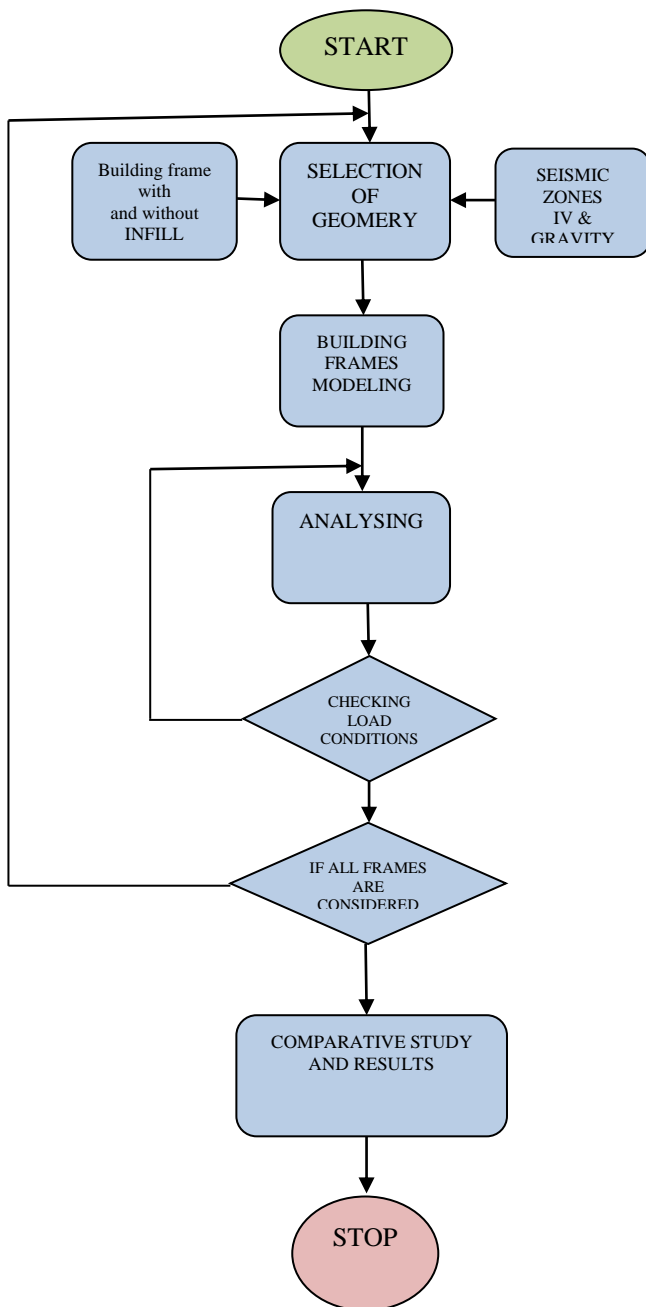 START
Building frame
with
and without
INFILL
SELECTION
OF
GEOMERY
SEISMIC
ZONES
IV &
GRAVITY
BUILDING
FRAMES
MODELING
ANALYSING
CHECKING
LOAD
CONDITIONS
IF ALL FRAMES
ARE
CONSIDERED
COMPARATIVE STUDY
AND RESULTS
STOP